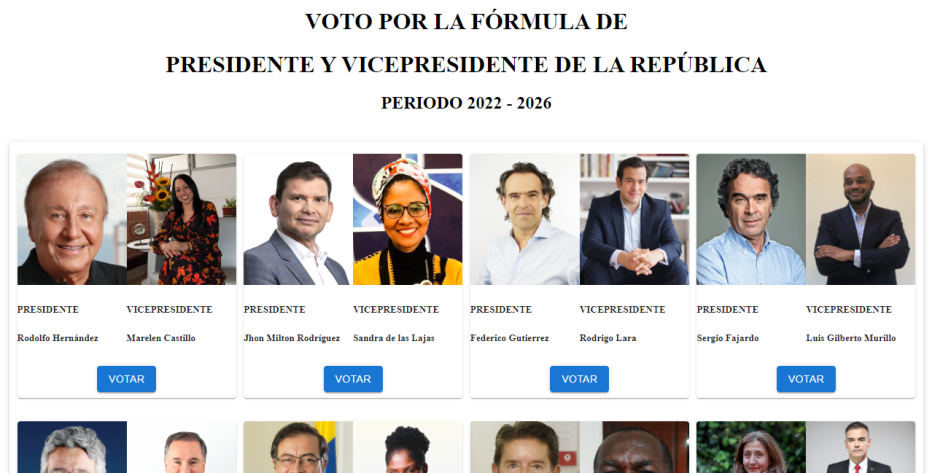 VOTO POR LA FÓRMULA DE
PRESIDENTE Y VICEPRESIDENTE DE LA REPÚBLICA
PERIODO 2022 - 2026
PRESIDENTE VICEPRESIDENTE PRESIDENTE VICEPRESIDENTE PRESIDENTE VICEPRESIDENTE PRESIDENTE VICEPRESIDENTE
Rodolfo Hernández Marelen Castillo Jhon Milton Rodríguez Sandra de las Lajas Federico Gutierrez Rodrigo Lara Sergio Fajardo Luis Gilberto Murillo
VOTAR VOTAR VOTAR VOTAR